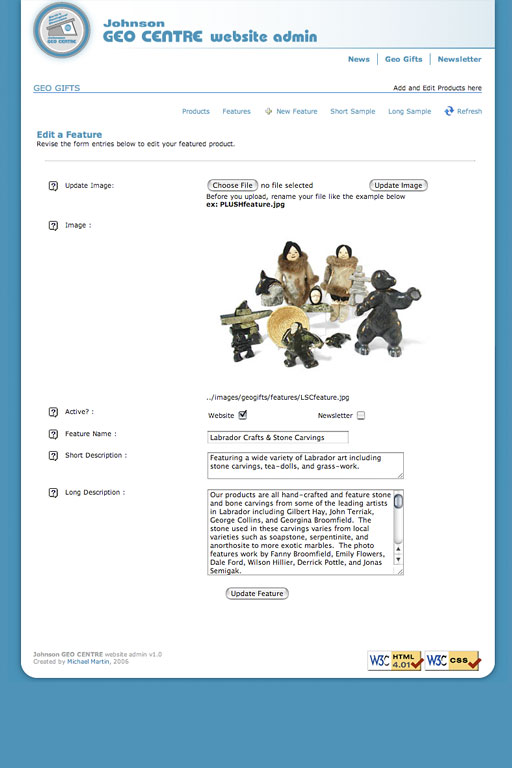 Johnson
GEO CENTRE website admin
News
Geo Gifts
Newsletter
GEO GIFTS
Add and Edit Products here
Products
Features
New Feature
Short Sample
Long Sample
Refresh
Edit a Feature
Revise the form entries below to edit your featured product.
? Update Image:
Choose File no file selected
Update Image
Before you upload, rename your file like the example below
ex: PLUSHfeature.jpg
? Image :
../images/geogifts/features/LSCfeature.jpg
? Active? :
Website
Newsletter
? Feature Name :
Labrador Crafts & Stone Carvings
? Short Description :
Featuring a wide variety of Labrador art including
stone carvings, tea-dolls, and grass-work.
? Long Description :
Our products are all hand-crafted and feature stone
and bone carvings from some of the leading artists
in Labrador including Gilbert Hay, John Terriak,
George Collins, and Georgina Broomfield. The
stone used in these carvings varies from local
varieties such as soapstone, serpentinite, and
anorthosite to more exotic marbles. The photo
features work by Fanny Broomfield, Emily Flowers,
Dale Ford, Wilson Hillier, Derrick Pottle, and Jonas
Semigak.
Update Feature
Johnson GEO CENTRE website admin v1.0
Created by Michael Martin, 2006
W3C HTML 4.01
W3C CSS